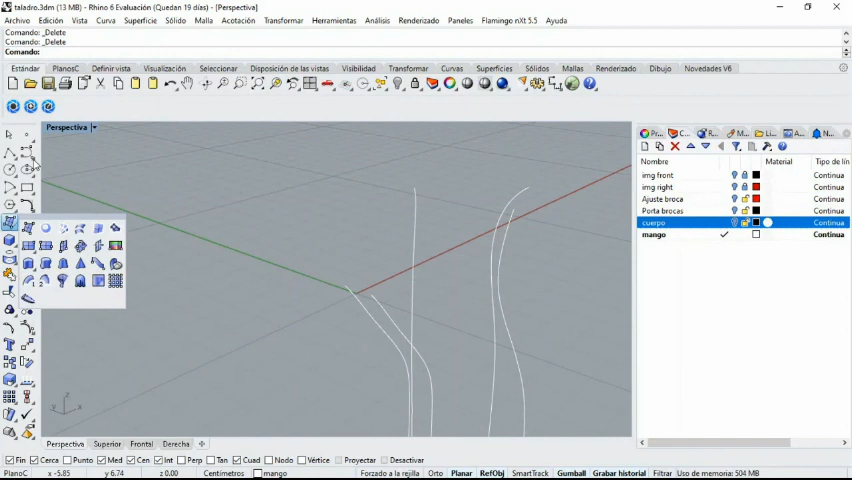 taladro.3dm (13 MB) - Rhino 6 Evaluación (Quedan 19 días) - [Perspectiva]
Archivo Edición Vista Curva Superficie Sólido Malla Acotación Transformar Herramientas Análisis Renderizado Paneles Flamingo nXt 5.5 Ayuda
Comando: _Delete
Comando: _Delete
Comando:
Estándar PlanosC Definir vista Visualización Seleccionar Disposición de las vistas Visibilidad Transformar Curvas Superficies Sólidos Mallas Renderizado Dibujo Novedades V6
Perspectiva
Pr... C... R... M... Li... A... N...
Nombre Material Tipo de lín
img front Continua
img right Continua
Ajuste broca Continua
Porta brocas Continua
cuerpo Continua
mango Continua
z
y x
Perspectiva Superior Frontal Derecha
Fin Cerca Punto Med Cen Int Perp Tan Cuad Nodo Vértice Proyectar Desactivar
PlanoC x -5.85 y 6.74 z 0.00 Centímetros mango Forzado a la rejilla Orto Planar RefObj SmartTrack Gumball Grabar historial Filtrar Uso de memoria: 504 MB